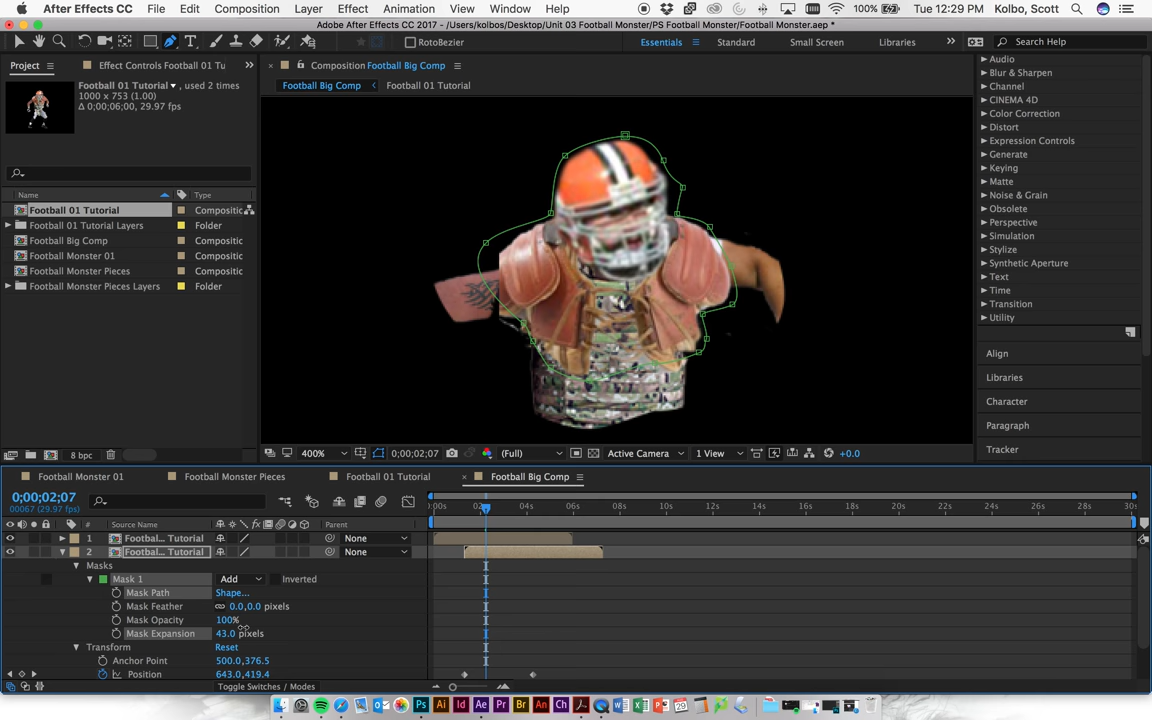 After Effects CC File Edit Composition Layer Effect Animation View Window Help 100% Tue 12:29 PM Kolbo, Scott
Adobe After Effects CC 2017 - /Users/kolbos/Desktop/Unit 03 Football Monster/PS Football Monster/Football Monster.aep *
RotoBezier Essentials Standard Small Screen Libraries Search Help
Project Effect Controls Football 01 Tu Composition Football Big Comp
Football 01 Tutorial, used 2 times
1000 x 753 (1.00)
Δ 0;00;06;00, 29.97 fps
Football Big Comp Football 01 Tutorial
Name Type
Football 01 Tutorial Compositic
Football 01 Tutorial Layers Folder
Football Big Comp Compositic
Football Monster 01 Compositic
Football Monster Pieces Compositic
Football Monster Pieces Layers Folder
Audio
Blur & Sharpen
Channel
CINEMA 4D
Color Correction
Distort
Expression Controls
Generate
Keying
Matte
Noise & Grain
Obsolete
Perspective
Simulation
Stylize
Synthetic Aperture
Text
Time
Transition
Utility
Align
Libraries
Character
Paragraph
Tracker
8 bpc 400% 0;00;02;07 (Full) Active Camera 1 View +0.0
Football Monster 01 Football Monster Pieces Football 01 Tutorial Football Big Comp
0;00;02;07
00067 (29.97 fps)
:00s 02s 04s 06s 08s 10s 12s 14s 16s 18s 20s 22s 24s 26s 28s 30s
# Source Name Parent
1 Footbal... Tutorial None
2 Footbal... Tutorial None
Masks
Mask 1 Add Inverted
Mask Path Shape...
Mask Feather 0.0,0.0 pixels
Mask Opacity 100%
Mask Expansion 43.0 pixels
Transform Reset
Anchor Point 500.0,376.5
Position 643.0,419.4
Toggle Switches / Modes